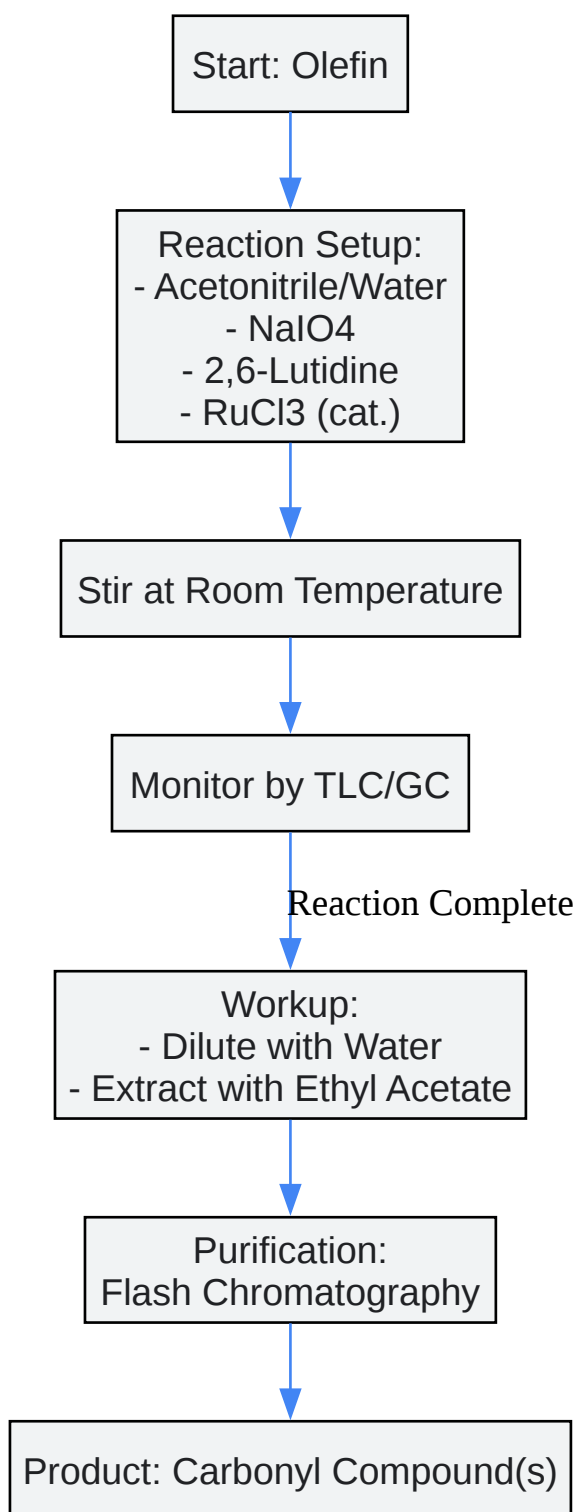 Start: Olefin
Reaction Setup:
- Acetonitrile/Water
- NaIO4
- 2,6-Lutidine
- RuCl3 (cat.)
Stir at Room Temperature
Monitor by TLC/GC
Reaction Complete
Workup:
- Dilute with Water
- Extract with Ethyl Acetate
Purification:
Flash Chromatography
Product: Carbonyl Compound(s)